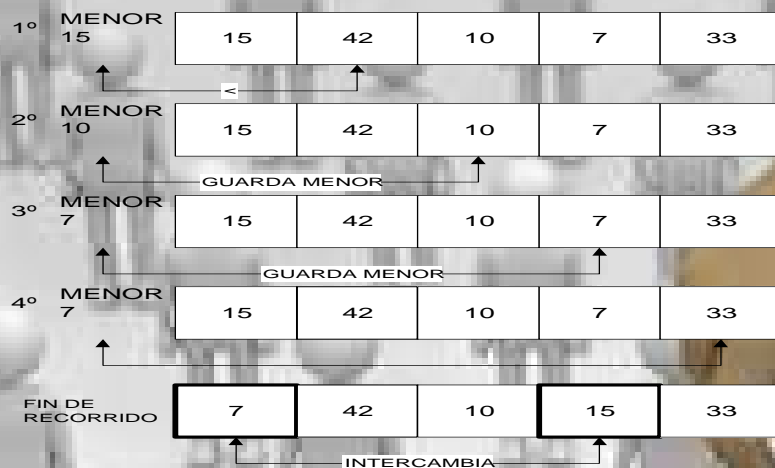 1º MENOR 15 15 42 10 7 33
<
2º MENOR 10 15 42 10 7 33
GUARDA MENOR
3º MENOR 7 15 42 10 7 33
GUARDA MENOR
4º MENOR 7 15 42 10 7 33
FIN DE RECORRIDO 7 42 10 15 33
INTERCAMBIA